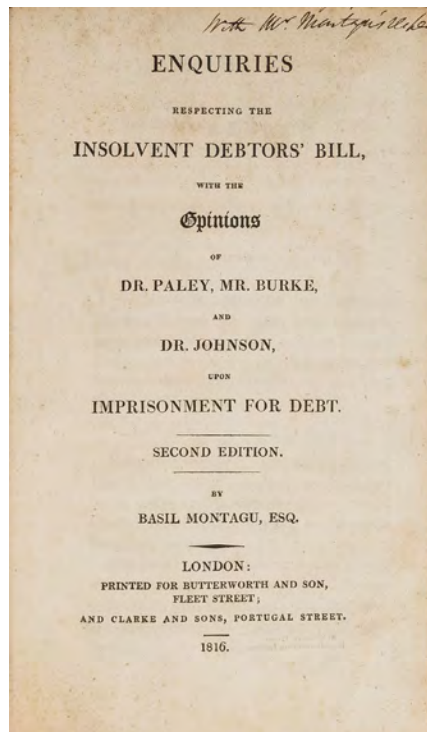 With Mr Montagu's
ENQUIRIES
RESPECTING THE
INSOLVENT DEBTORS' BILL,
WITH THE
Opinions
OF
DR. PALEY, MR. BURKE,
AND
DR. JOHNSON,
UPON
IMPRISONMENT FOR DEBT.
SECOND EDITION.
BY
BASIL MONTAGU, ESQ.
LONDON:
PRINTED FOR BUTTERWORTH AND SON,
FLEET STREET;
AND CLARKE AND SONS, PORTUGAL STREET.
1816.